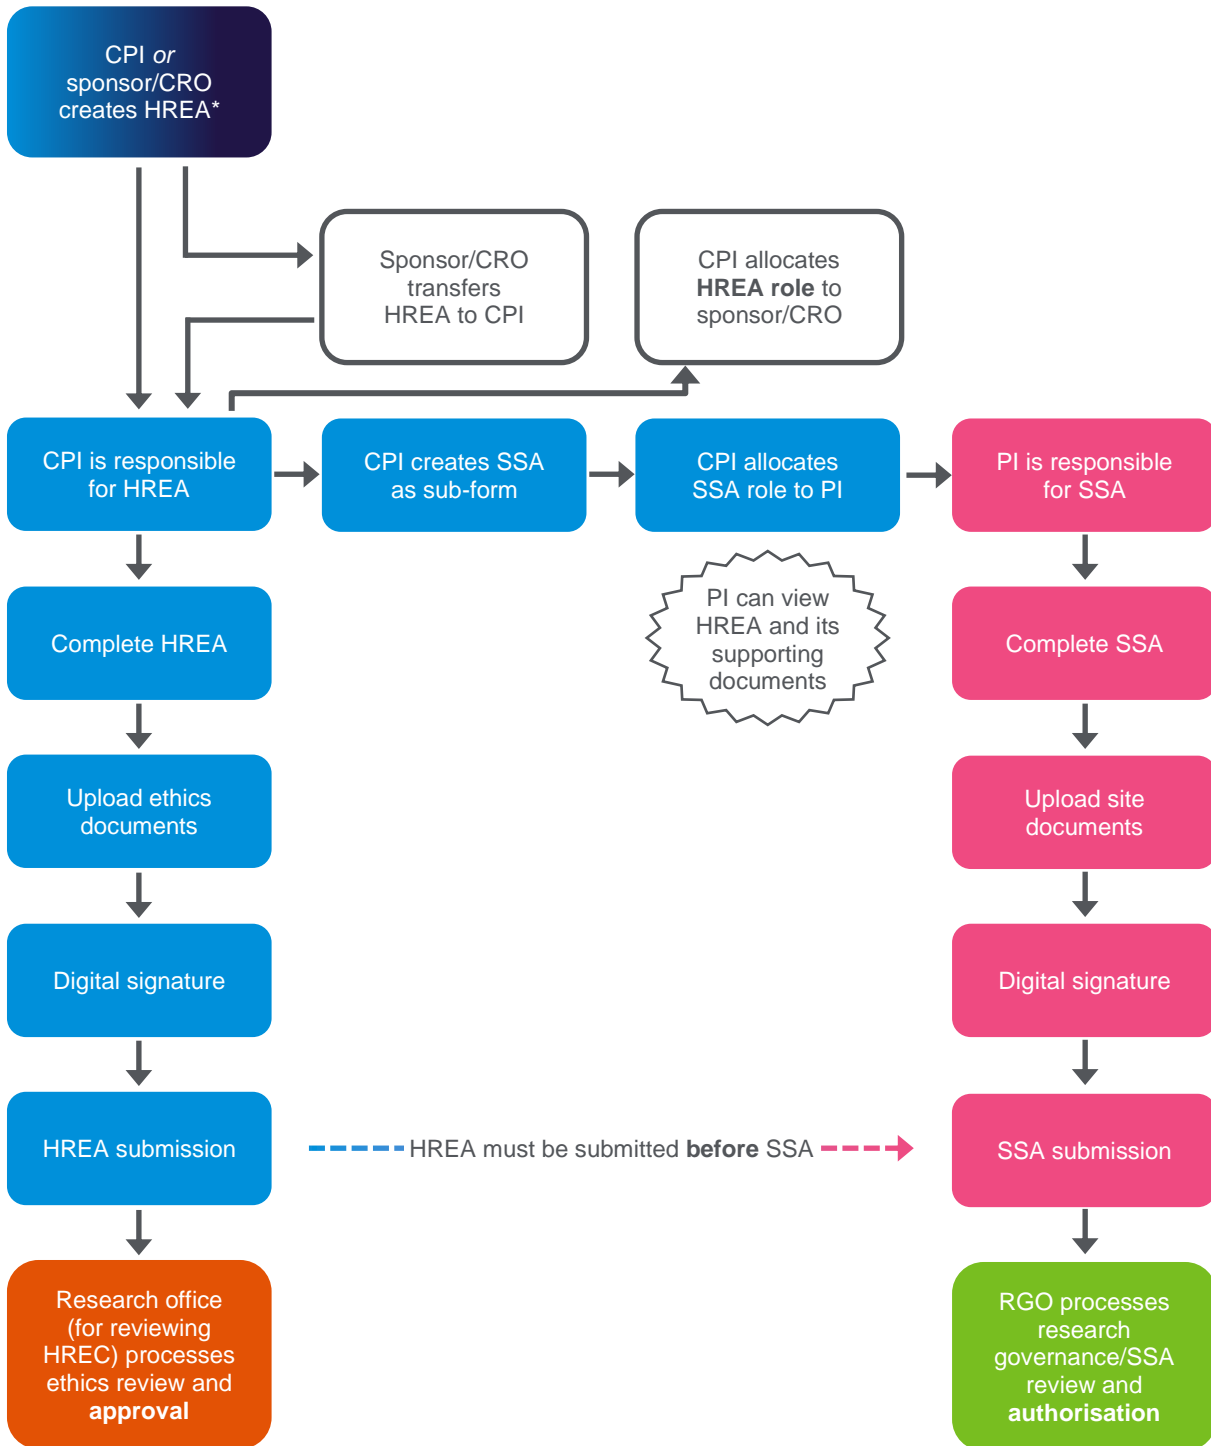 CPI or
sponsor/CRO
creates HREA*
Sponsor/CRO
transfers
HREA to CPI
CPI allocates
HREA role to
sponsor/CRO
CPI is responsible
for HREA
CPI creates SSA
as sub-form
CPI allocates
SSA role to PI
PI is responsible
for SSA
PI can view
HREA and its
supporting
documents
Complete HREA
Complete SSA
Upload ethics
documents
Upload site
documents
Digital signature
Digital signature
HREA submission
HREA must be submitted before SSA
SSA submission
Research office
(for reviewing
HREC) processes
ethics review and
approval
RGO processes
research
governance/SSA
review and
authorisation